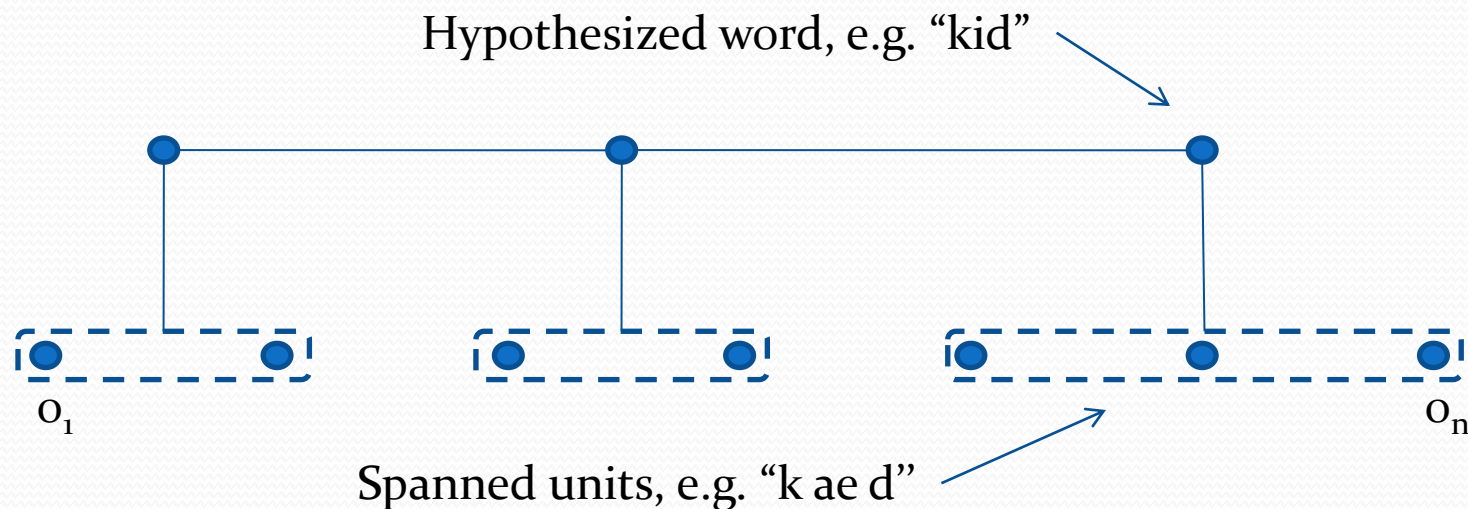 Hypothesized word, e.g. “kid”
o₁
oₙ
Spanned units, e.g. “k ae d”